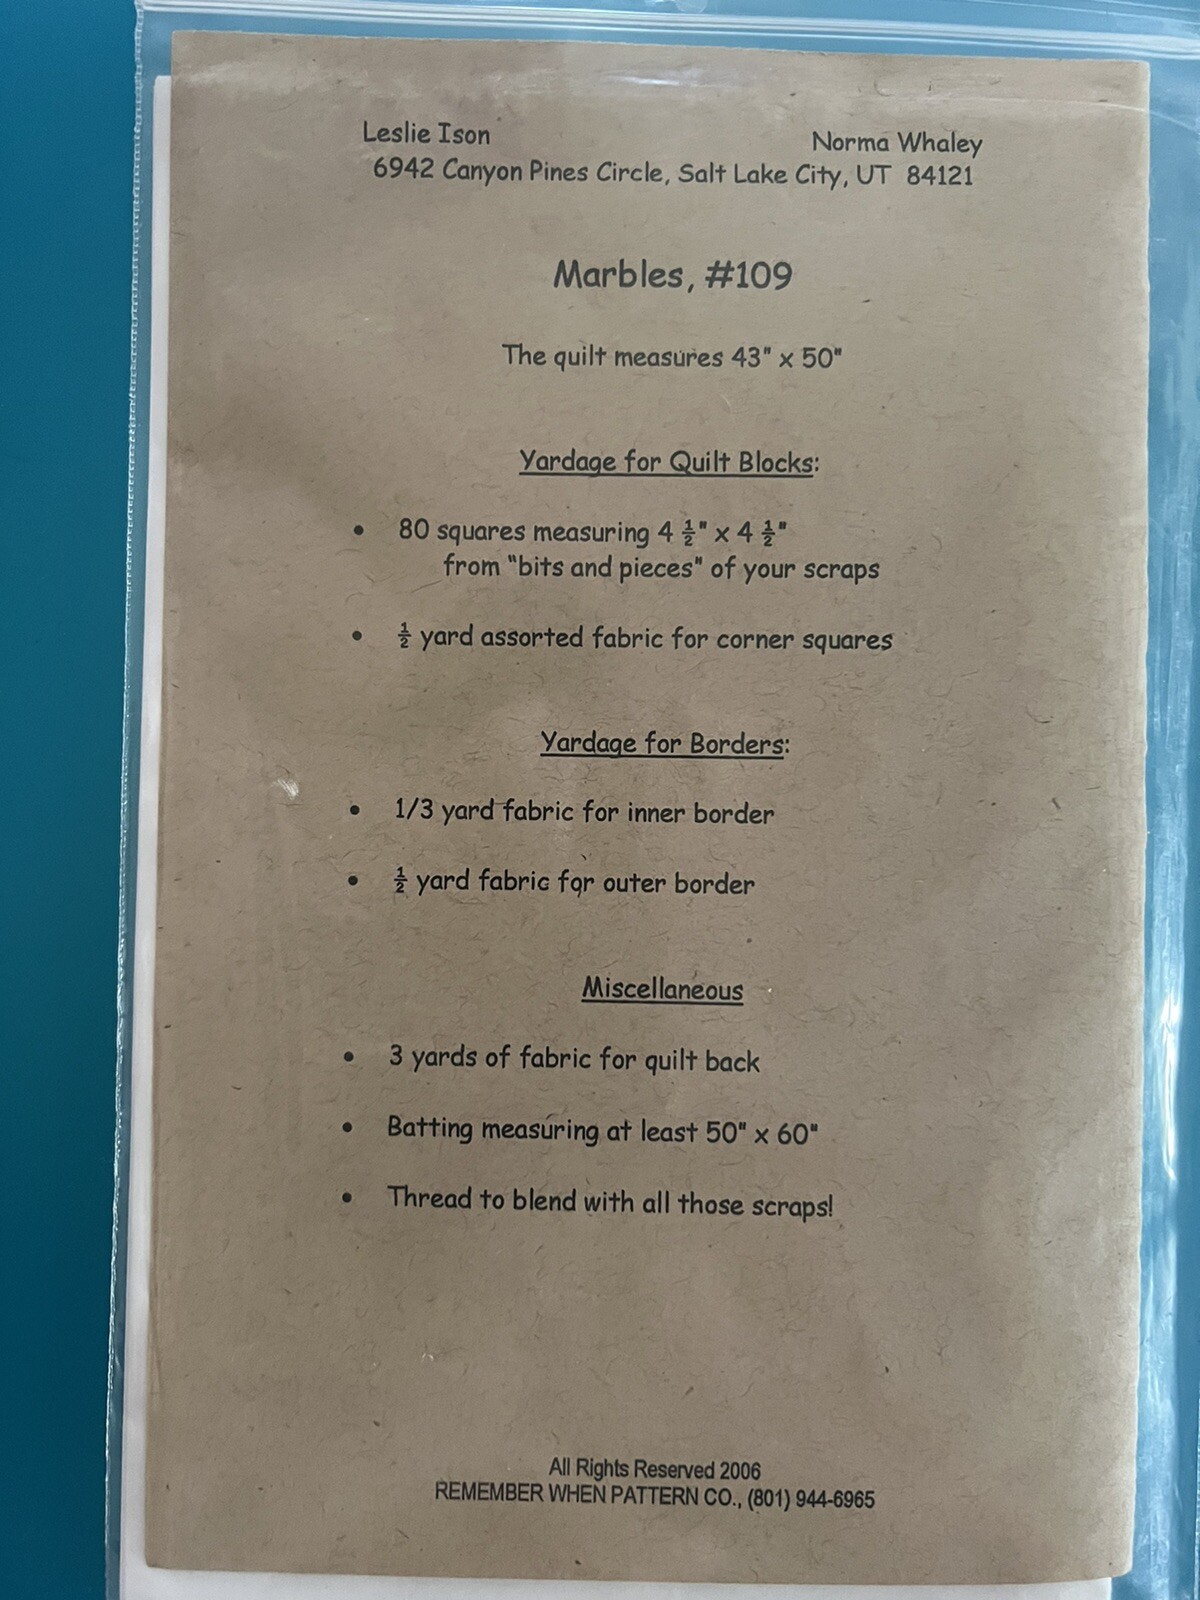 Leslie Ison Norma Whaley
6942 Canyon Pines Circle, Salt Lake City, UT 84121
Marbles, #109
The quilt measures 43" x 50"
Yardage for Quilt Blocks:
• 80 squares measuring 4 ½" x 4 ½"
from "bits and pieces" of your scraps
• ½ yard assorted fabric for corner squares
Yardage for Borders:
• 1/3 yard fabric for inner border
• ½ yard fabric for outer border
Miscellaneous
• 3 yards of fabric for quilt back
• Batting measuring at least 50" x 60"
• Thread to blend with all those scraps!
All Rights Reserved 2006
REMEMBER WHEN PATTERN CO., (801) 944-6965